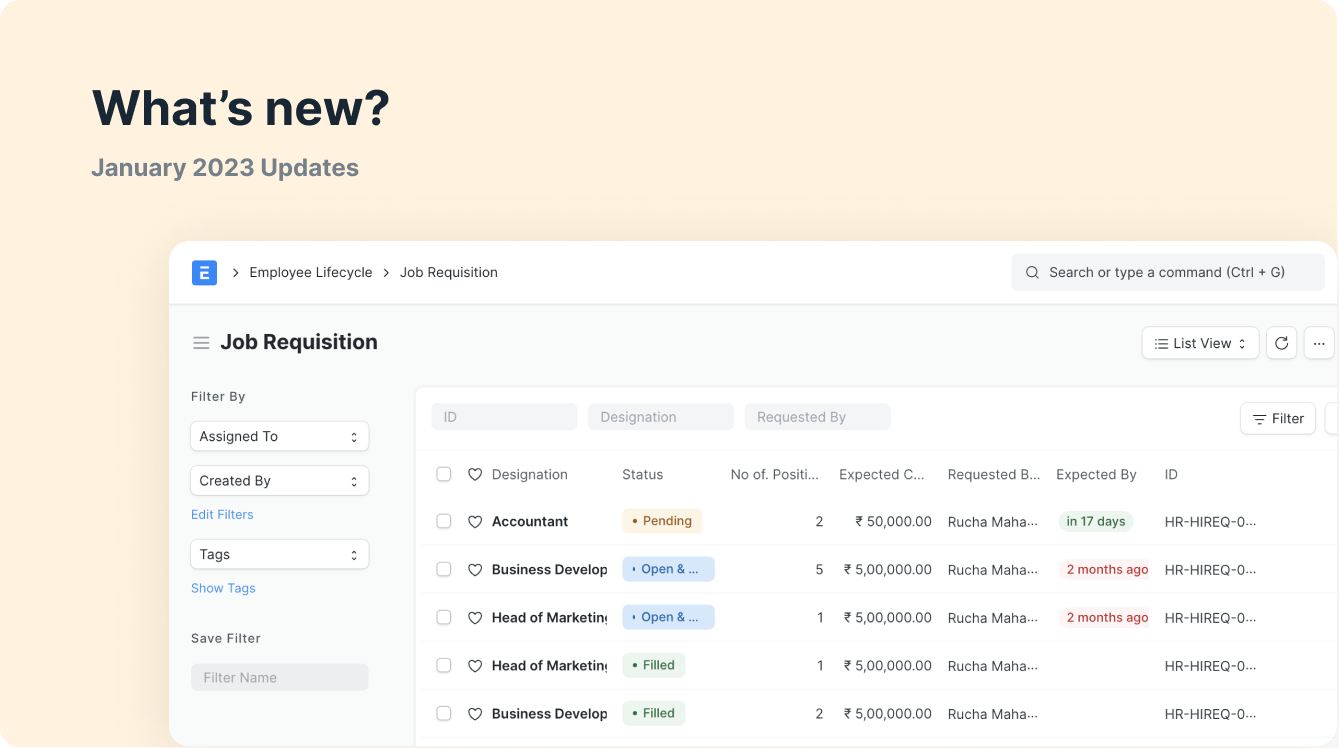 What's new?
January 2023 Updates
E > Employee Lifecycle > Job Requisition
Search or type a command (Ctrl + G)
Job Requisition
List View
Filter By
Assigned To
Created By
Edit Filters
Tags
Show Tags
Save Filter
Filter Name
ID Designation Requested By
Filter
Designation Status No of. Positi... Expected C... Requested B... Expected By ID
Accountant • Pending 2 ₹ 50,000.00 Rucha Maha... in 17 days HR-HIREQ-0...
Business Develop • Open & ... 5 ₹ 5,00,000.00 Rucha Maha... 2 months ago HR-HIREQ-0...
Head of Marketing • Open & ... 1 ₹ 5,00,000.00 Rucha Maha... 2 months ago HR-HIREQ-0...
Head of Marketing • Filled 1 ₹ 5,00,000.00 Rucha Maha... HR-HIREQ-0...
Business Develop • Filled 2 ₹ 5,00,000.00 Rucha Maha... HR-HIREQ-0...